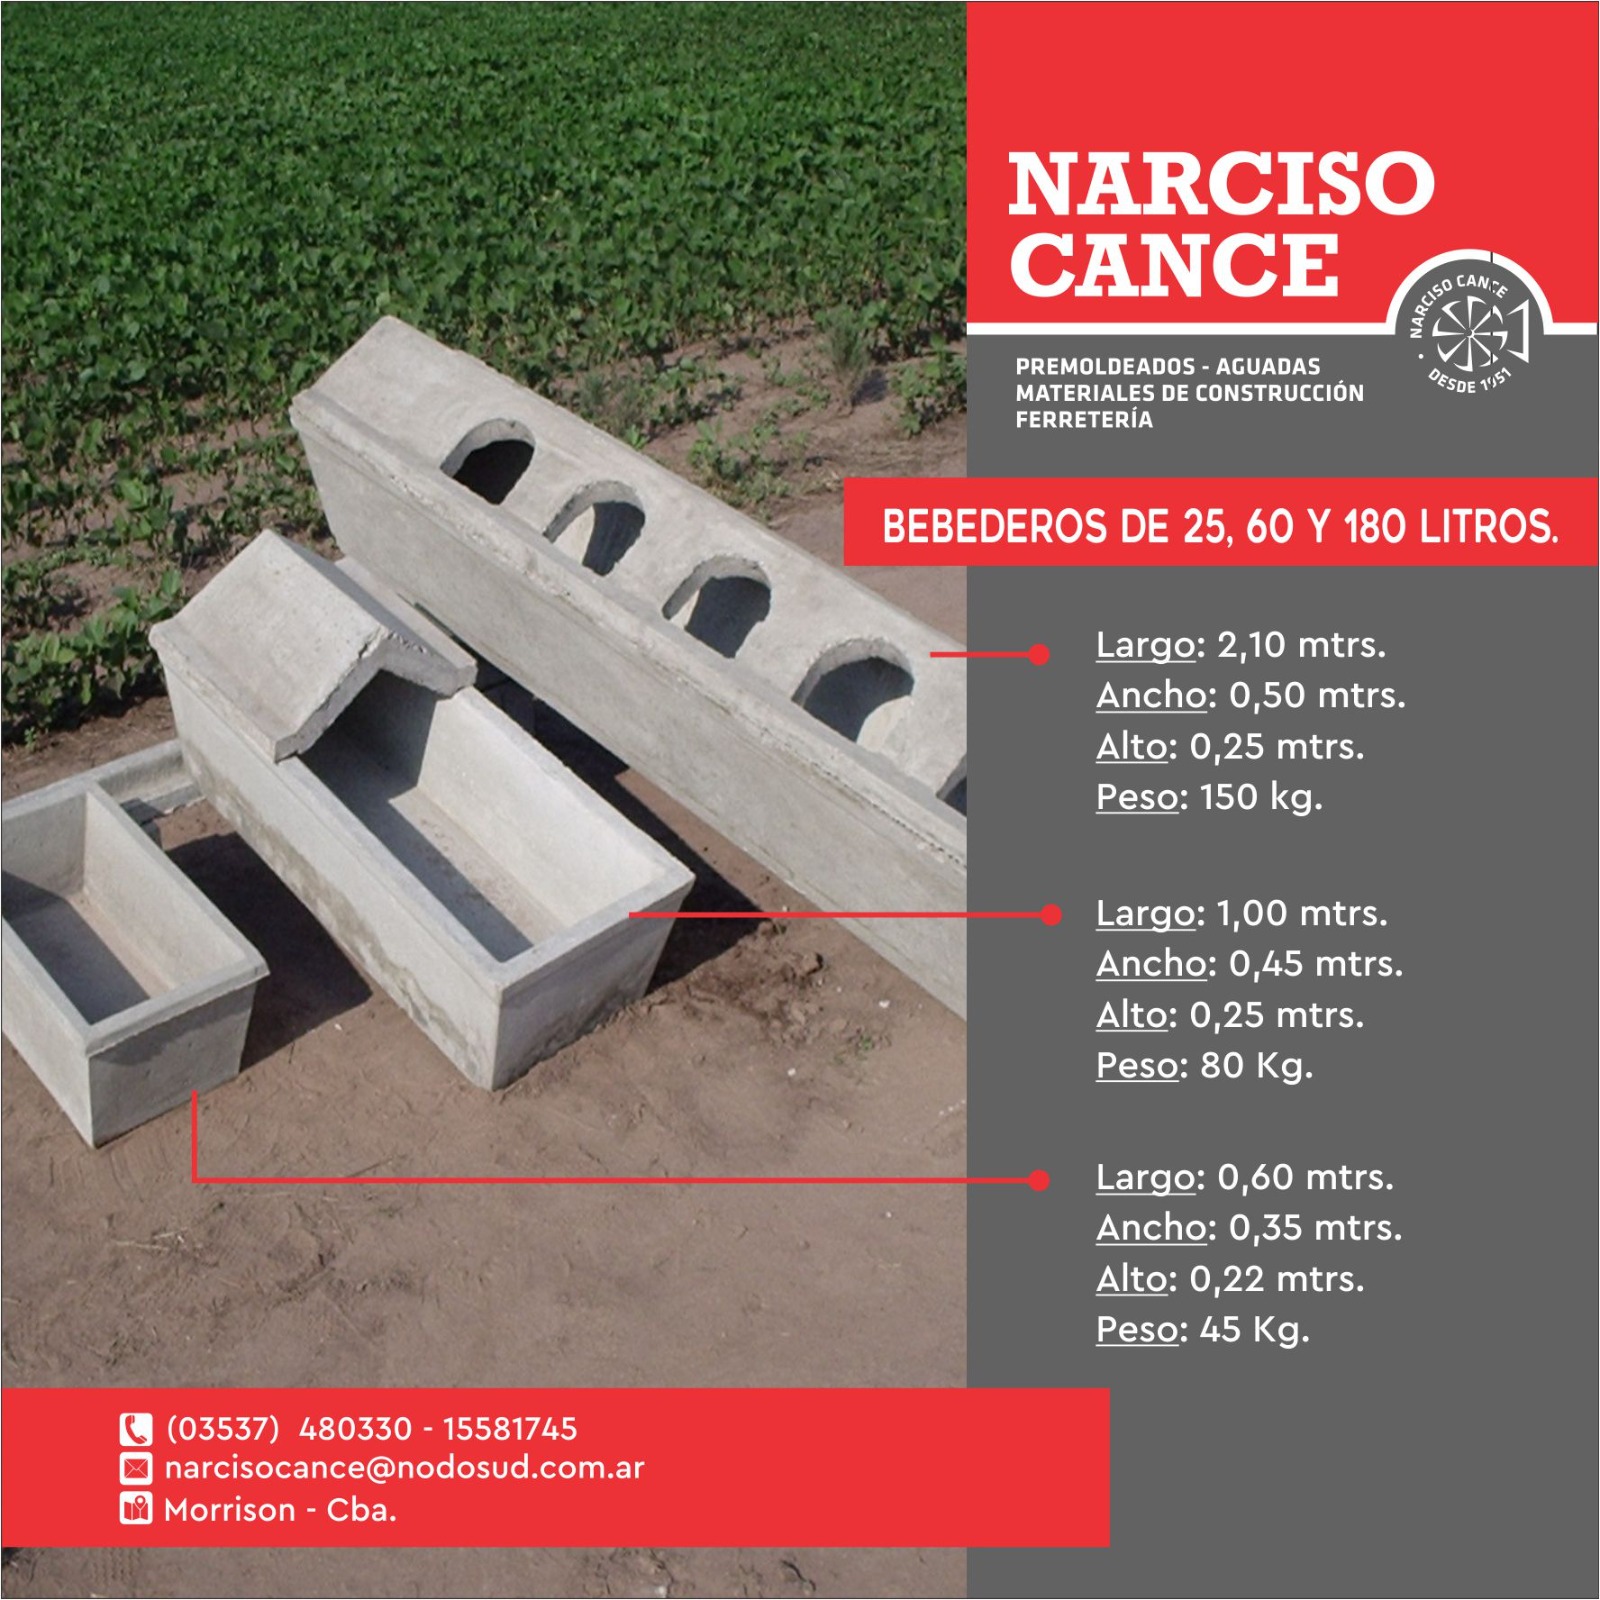 NARCISO
CANCE
NARCISO CANCE
DESDE 1951
PREMOLDEADOS - AGUADAS
MATERIALES DE CONSTRUCCIÓN
FERRETERÍA
BEBEDEROS DE 25, 60 Y 180 LITROS.
Largo: 2,10 mtrs.
Ancho: 0,50 mtrs.
Alto: 0,25 mtrs.
Peso: 150 kg.
Largo: 1,00 mtrs.
Ancho: 0,45 mtrs.
Alto: 0,25 mtrs.
Peso: 80 Kg.
Largo: 0,60 mtrs.
Ancho: 0,35 mtrs.
Alto: 0,22 mtrs.
Peso: 45 Kg.
(03537) 480330 - 15581745
narcisocance@nodosud.com.ar
Morrison - Cba.